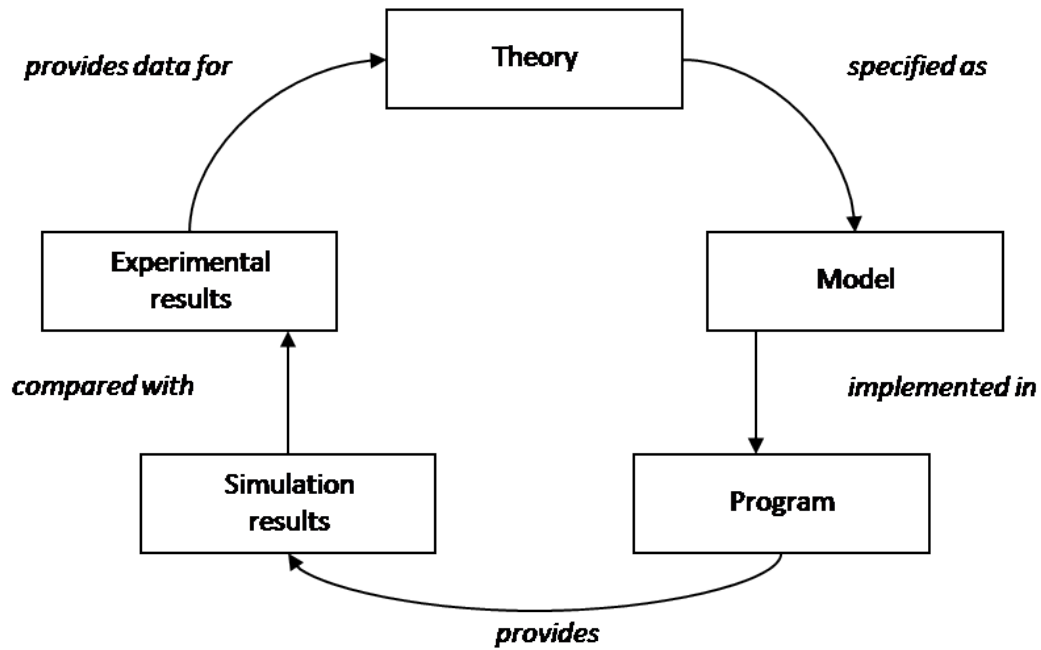 Theory
provides data for
specified as
Experimental
results
Model
compared with
implemented in
Simulation
results
Program
provides